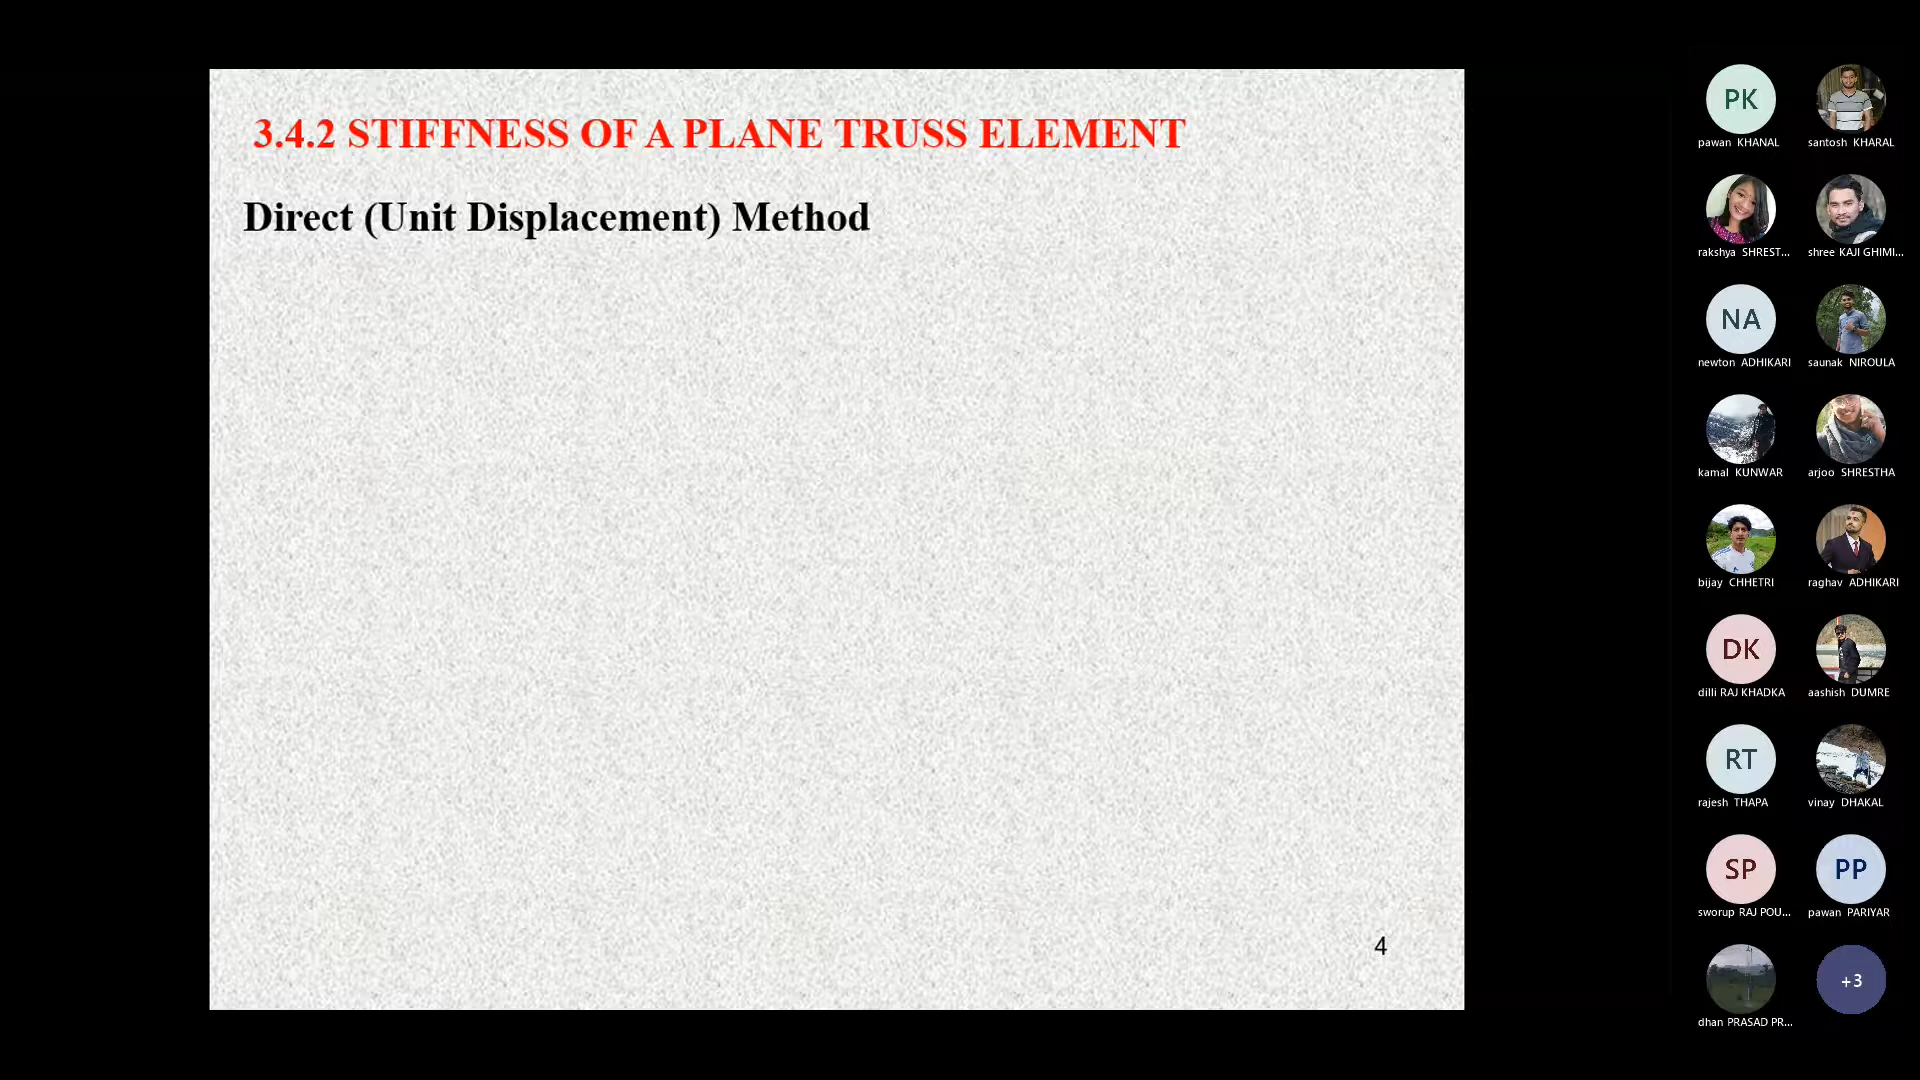 3.4.2 STIFFNESS OF A PLANE TRUSS ELEMENT
Direct (Unit Displacement) Method
4
PK
pawan KHANAL
santosh KHARAL
rakshya SHREST...
shree KAJI GHIMI...
NA
newton ADHIKARI
saunak NIROULA
kamal KUNWAR
arjoo SHRESTHA
bijay CHHETRI
raghav ADHIKARI
DK
dilli RAJ KHADKA
aashish DUMRE
RT
rajesh THAPA
vinay DHAKAL
SP
sworup RAJ POU...
PP
pawan PARIYAR
dhan PRASAD PR...
+3